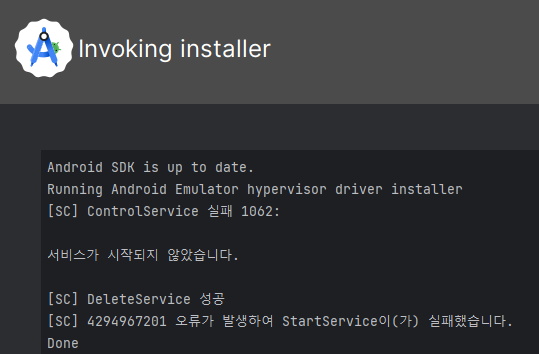 Invoking installer
Android SDK is up to date.
Running Android Emulator hypervisor driver installer
[SC] ControlService 실패 1062:
서비스가 시작되지 않았습니다.
[SC] DeleteService 성공
[SC] 4294967201 오류가 발생하여 StartService이(가) 실패했습니다.
Done